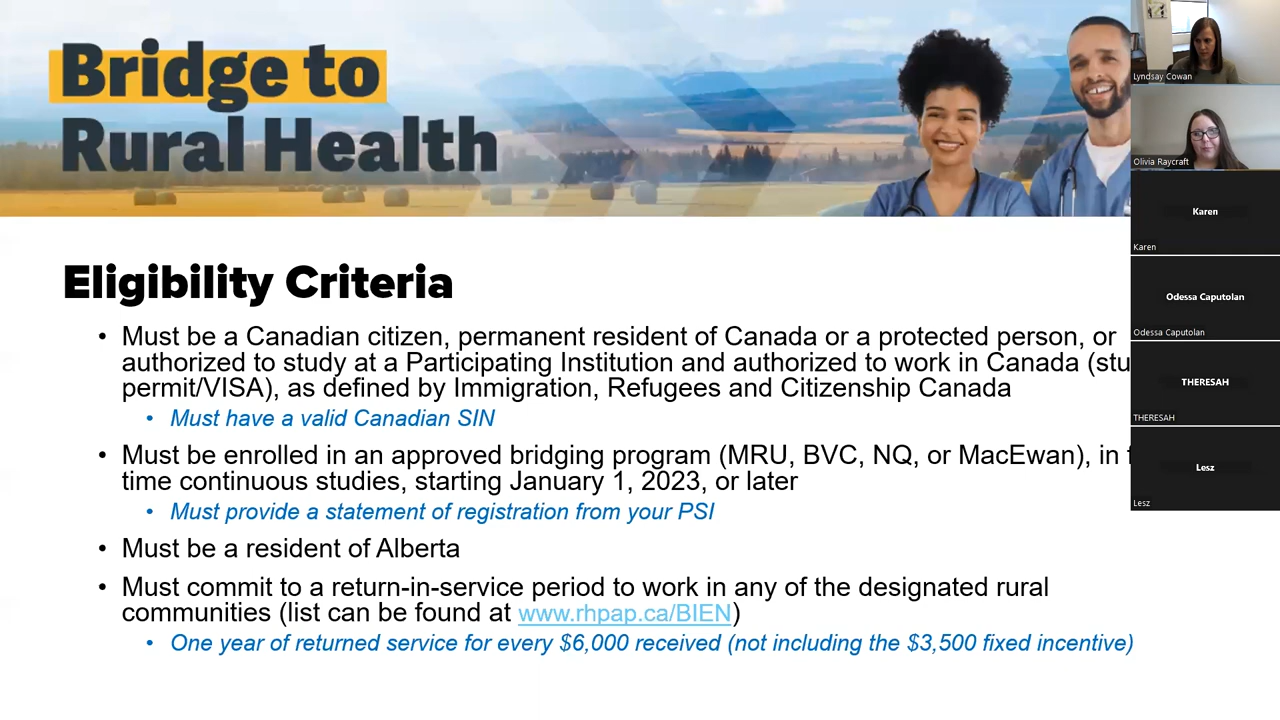 Bridge to
Rural Health
Eligibility Criteria
• Must be a Canadian citizen, permanent resident of Canada or a protected person, or
authorized to study at a Participating Institution and authorized to work in Canada (stu
permit/VISA), as defined by Immigration, Refugees and Citizenship Canada
• Must have a valid Canadian SIN
• Must be enrolled in an approved bridging program (MRU, BVC, NQ, or MacEwan), in f
time continuous studies, starting January 1, 2023, or later
• Must provide a statement of registration from your PSI
• Must be a resident of Alberta
• Must commit to a return-in-service period to work in any of the designated rural
communities (list can be found at www.rhpap.ca/BIEN)
• One year of returned service for every $6,000 received (not including the $3,500 fixed incentive)
Lyndsay Cowan
Olivia Raycraft
Karen
Karen
Odessa Caputolan
Odessa Caputolan
THERESAH
THERESAH
Lesz
Lesz